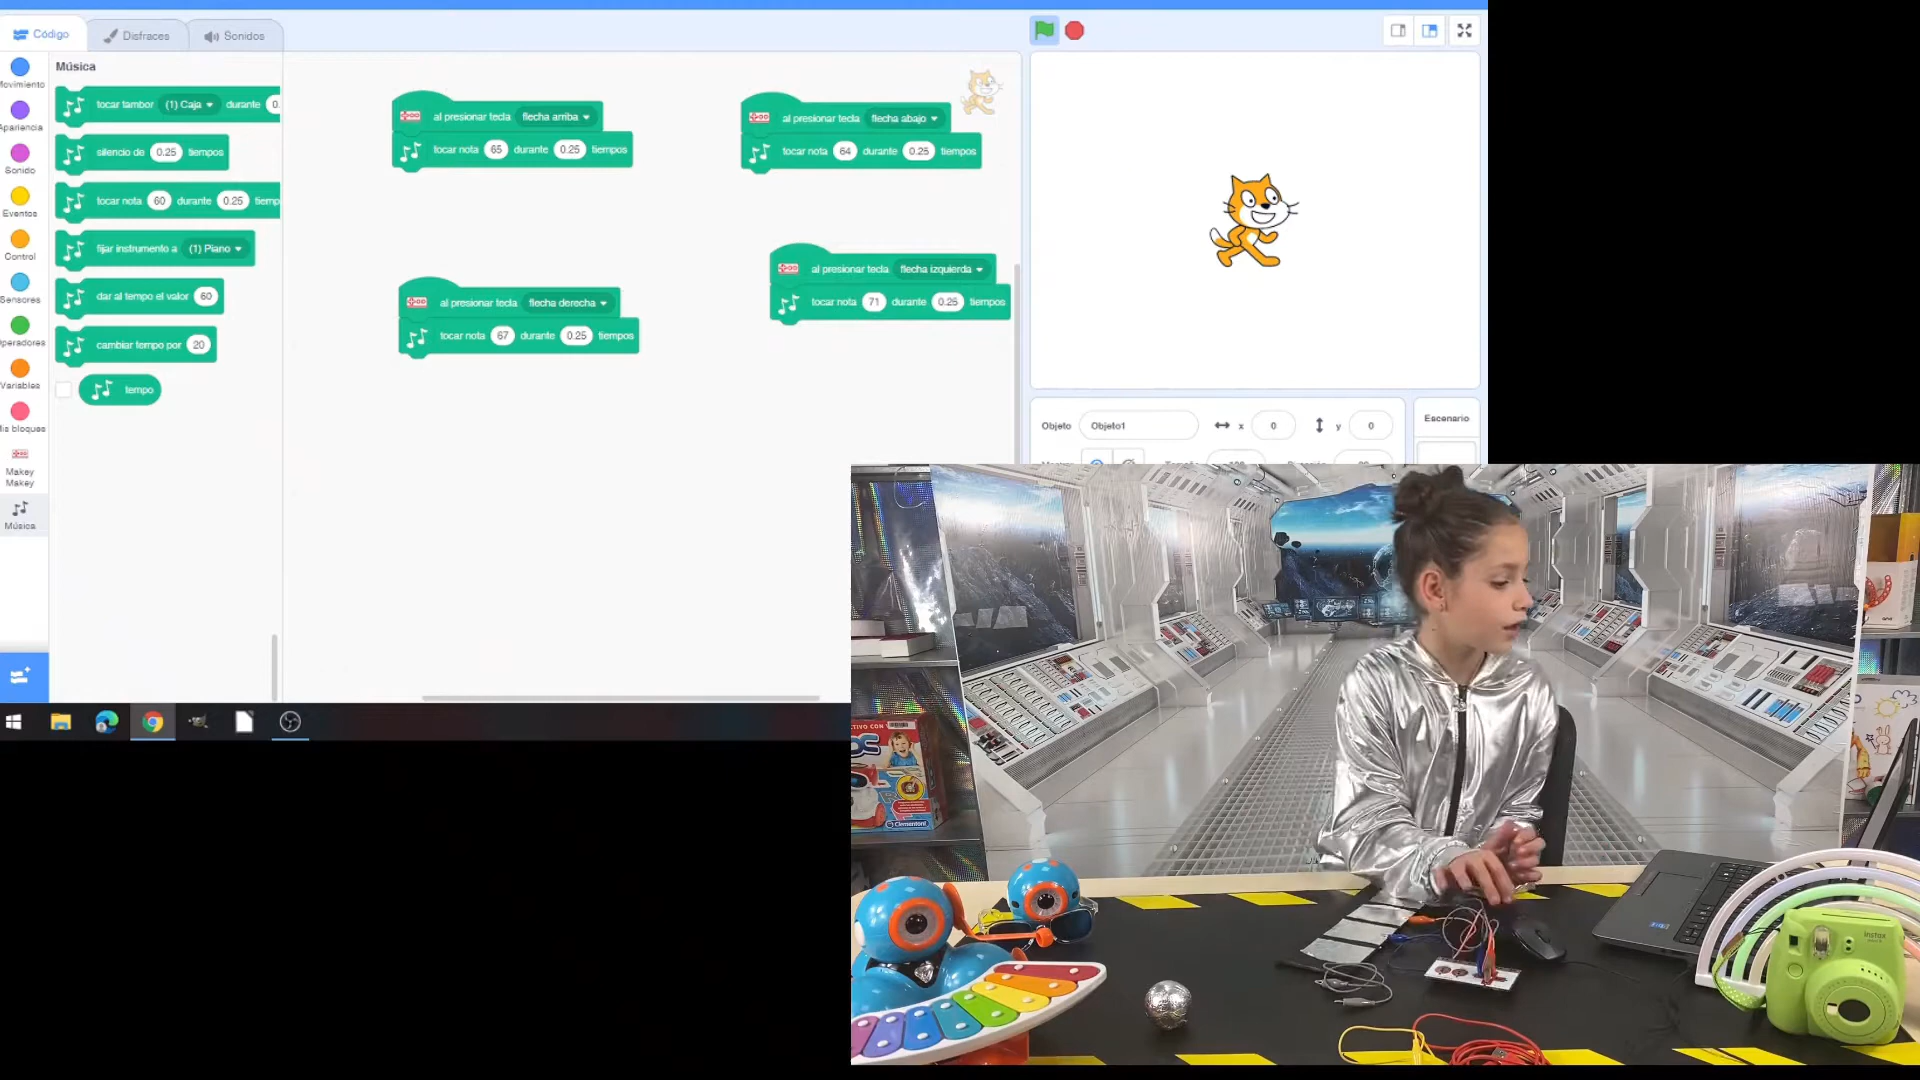 Código
Disfraces
Sonidos
Música
Movimiento
Apariencia
Sonido
Eventos
Control
Sensores
Operadores
Variables
Mis bloques
Makey
Makey
Música
tocar tambor (1) Caja durante 0.
silencio de 0.25 tiempos
tocar nota 60 durante 0.25 tiemp
fijar instrumento a (1) Piano
dar al tempo el valor 60
cambiar tempo por 20
tempo
al presionar tecla flecha arriba
tocar nota 65 durante 0.25 tiempos
al presionar tecla flecha abajo
tocar nota 64 durante 0.25 tiempos
al presionar tecla flecha derecha
tocar nota 67 durante 0.25 tiempos
al presionar tecla flecha izquierda
tocar nota 71 durante 0.25 tiempos
Objeto Objeto1 x 0 y 0
Escenario
Clementoni
instax